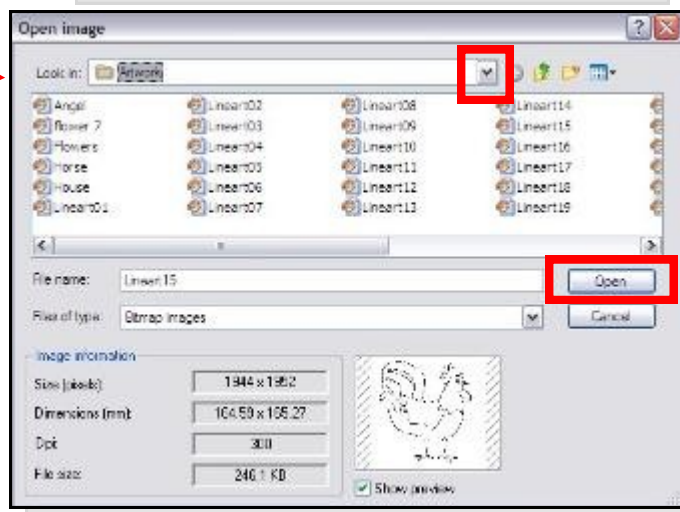 Open image
Look in: Artwork
Angel Lineart02 Lineart08 Lineart14
flower 7 Lineart03 Lineart09 Lineart15
Flowers Lineart04 Lineart10 Lineart16
Horse Lineart05 Lineart11 Lineart17
House Lineart06 Lineart12 Lineart18
Lineart01 Lineart07 Lineart13 Lineart19
File name: Lineart15 Open
Files of type: Bitmap Images Cancel
Image information
Size (pixels): 1944 x 1952
Dimensions (mm): 164.59 x 165.27
Dpi: 300
File size: 246.1 KB
Show preview